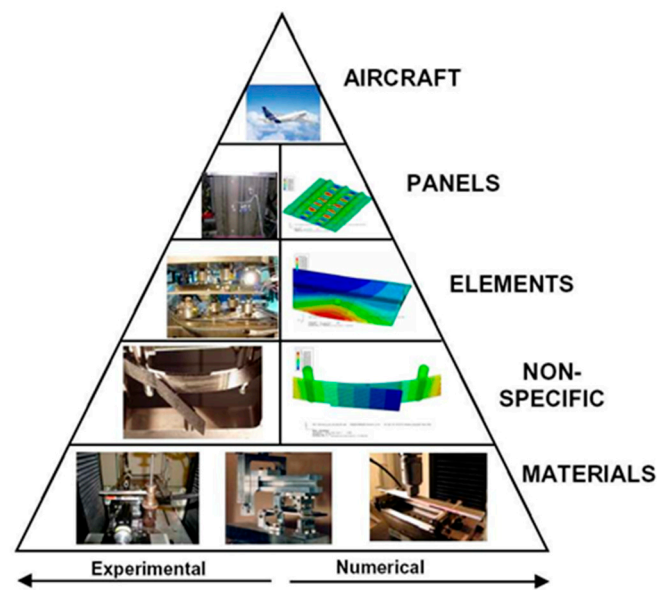 AIRCRAFT
PANELS
ELEMENTS
NON-
SPECIFIC
MATERIALS
Experimental
Numerical